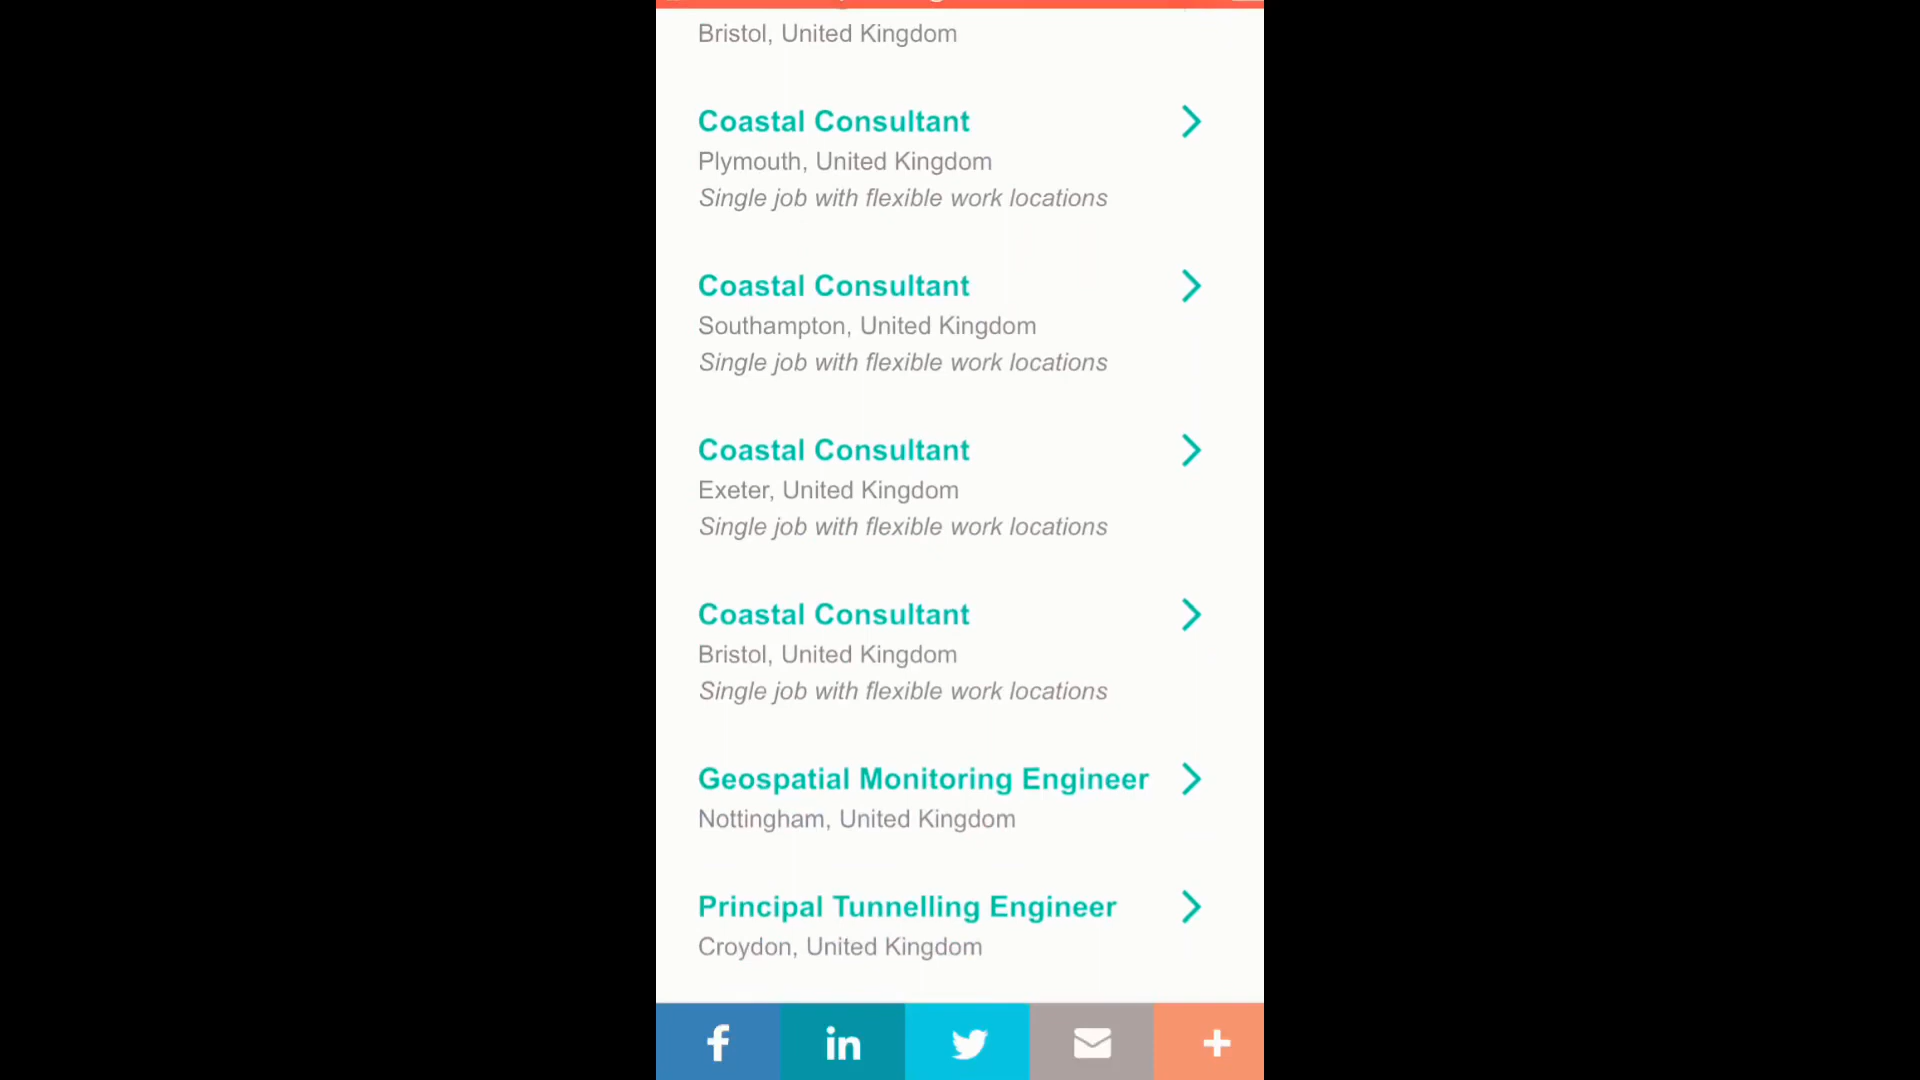 Bristol, United Kingdom
Coastal Consultant
Plymouth, United Kingdom
Single job with flexible work locations
Coastal Consultant
Southampton, United Kingdom
Single job with flexible work locations
Coastal Consultant
Exeter, United Kingdom
Single job with flexible work locations
Coastal Consultant
Bristol, United Kingdom
Single job with flexible work locations
Geospatial Monitoring Engineer
Nottingham, United Kingdom
Principal Tunnelling Engineer
Croydon, United Kingdom